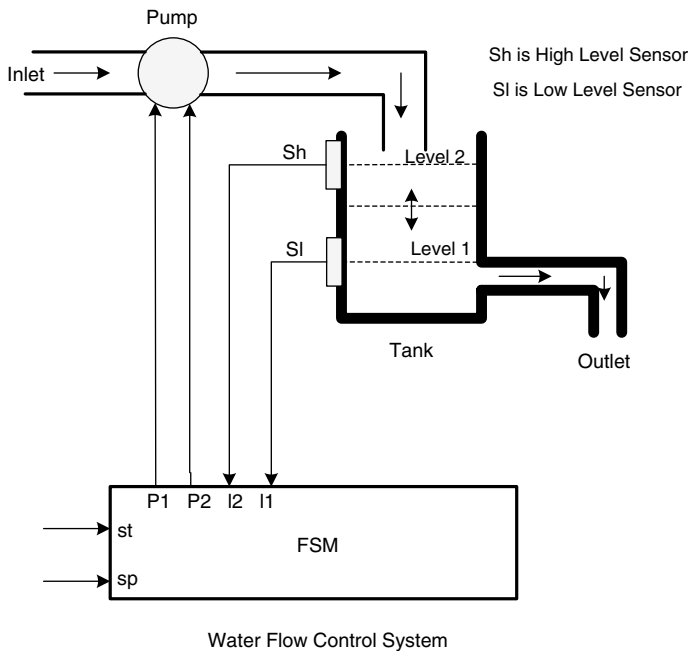 Pump
Sh is High Level Sensor
Inlet
Sl is Low Level Sensor
Sh
Level 2
Sl
Level 1
Tank
Outlet
P1 P2 l2 l1
st
FSM
sp
Water Flow Control System